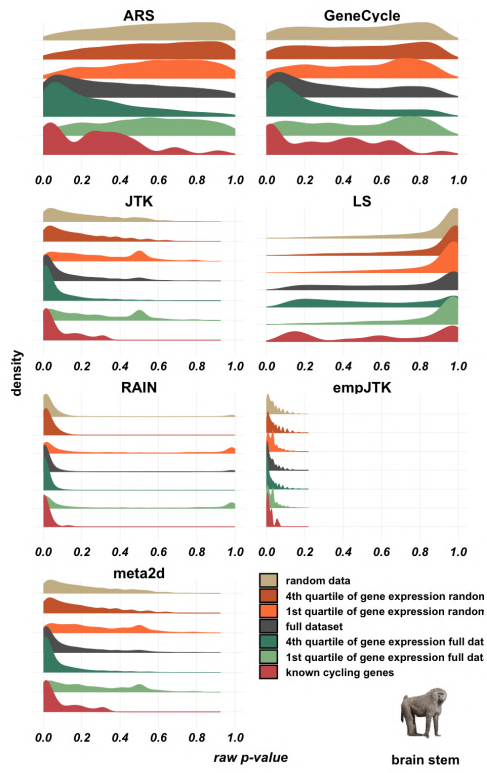 ARS GeneCycle
0.0 0.2 0.4 0.6 0.8 1.0 0.0 0.2 0.4 0.6 0.8 1.0
JTK LS
0.0 0.2 0.4 0.6 0.8 1.0 0.0 0.2 0.4 0.6 0.8 1.0
density
RAIN empJTK
0.0 0.2 0.4 0.6 0.8 1.0 0.0 0.2 0.4 0.6 0.8 1.0
meta2d
random data
4th quartile of gene expression random
1st quartile of gene expression random
full dataset
4th quartile of gene expression full dat
1st quartile of gene expression full dat
known cycling genes
0.0 0.2 0.4 0.6 0.8 1.0
raw p-value
brain stem